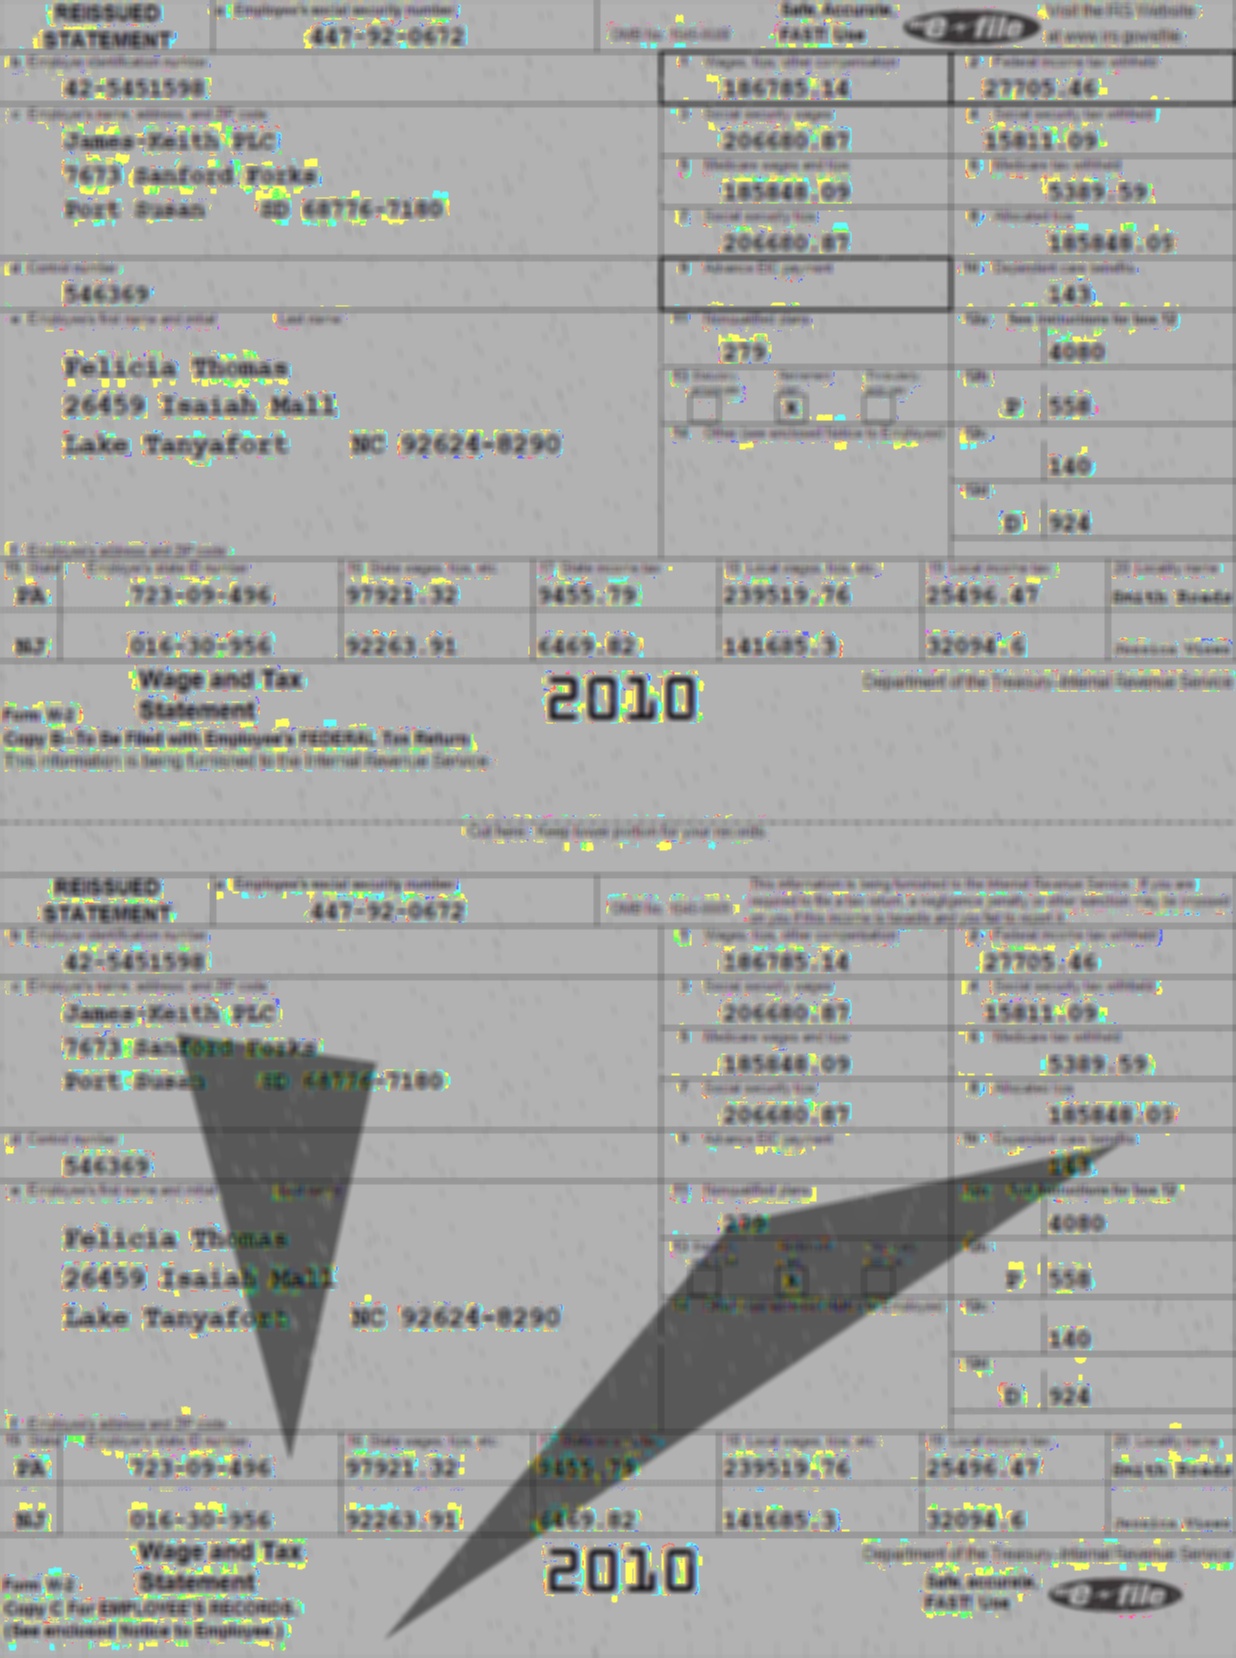 REISSUED STATEMENT
a Employee's social security number
447-92-0672
OMB No. 1545-0008
Safe, Accurate, FAST! Use
e-file
Visit the IRS Website at www.irs.gov/efile
b Employer identification number
42-5451598
1 Wages, tips, other compensation
186785.14
2 Federal income tax withheld
27705.46
c Employer's name, address, and ZIP code
James-Keith PLC
7673 Sanford Forks
Port Susan SD 68776-7180
3 Social security wages
206680.87
4 Social security tax withheld
15811.09
5 Medicare wages and tips
185848.09
6 Medicare tax withheld
5389.59
7 Social security tips
206680.87
8 Allocated tips
185848.09
d Control number
546369
9 Advance EIC payment
10 Dependent care benefits
143
e Employee's first name and initial Last name
Felicia Thomas
26459 Isaiah Mall
Lake Tanyafort NC 92624-8290
11 Nonqualified plans
279
12a See instructions for box 12
4080
12b
P 558
14 Other (see enclosed Notice to Employee)
140
12d
D 924
f Employee's address and ZIP code
15 State Employer's state ID number 16 State wages, tips, etc. 17 State income tax 18 Local wages, tips, etc. 19 Local income tax 20 Locality name
PA 723-09-496 97921.32 9455.79 239519.76 25496.47 Smith Roads
NJ 016-30-956 92263.91 6469.82 141685.3 32094.6 Jessica Views
Wage and Tax
Statement
2010
Department of the Treasury-Internal Revenue Service
Form W-2
Copy B--To Be Filed with Employee's FEDERAL Tax Return.
This information is being furnished to the Internal Revenue Service.
Cut here. Keep lower portion for your records.
REISSUED STATEMENT
a Employee's social security number
447-92-0672
OMB No. 1545-0008
This information is being furnished to the Internal Revenue Service. If you are
required to file a tax return, a negligence penalty or other sanction may be imposed
on you if this income is taxable and you fail to report it.
b Employer identification number
42-5451598
1 Wages, tips, other compensation
186785.14
2 Federal income tax withheld
27705.46
c Employer's name, address, and ZIP code
James-Keith PLC
7673 Sanford Forks
Port Susan SD 68776-7180
3 Social security wages
206680.87
4 Social security tax withheld
15811.09
5 Medicare wages and tips
185848.09
6 Medicare tax withheld
5389.59
7 Social security tips
206680.87
8 Allocated tips
185848.09
d Control number
546369
9 Advance EIC payment
10 Dependent care benefits
143
e Employee's first name and initial Last name
Felicia Thomas
26459 Isaiah Mall
Lake Tanyafort NC 92624-8290
11 Nonqualified plans
279
12a See instructions for box 12
4080
P 558
14 Other (see enclosed Notice to Employee)
140
12d
D 924
f Employee's address and ZIP code
15 State Employer's state ID number 16 State wages, tips, etc. 17 State income tax 18 Local wages, tips, etc. 19 Local income tax 20 Locality name
PA 723-09-496 97921.32 9455.79 239519.76 25496.47 Smith Roads
NJ 016-30-956 92263.91 6469.82 141685.3 32094.6 Jessica Views
Wage and Tax
Statement
2010
Department of the Treasury-Internal Revenue Service
Form W-2
Copy C For EMPLOYEE'S RECORDS.
(See enclosed Notice to Employee.)
Safe, accurate, FAST! Use
e-file